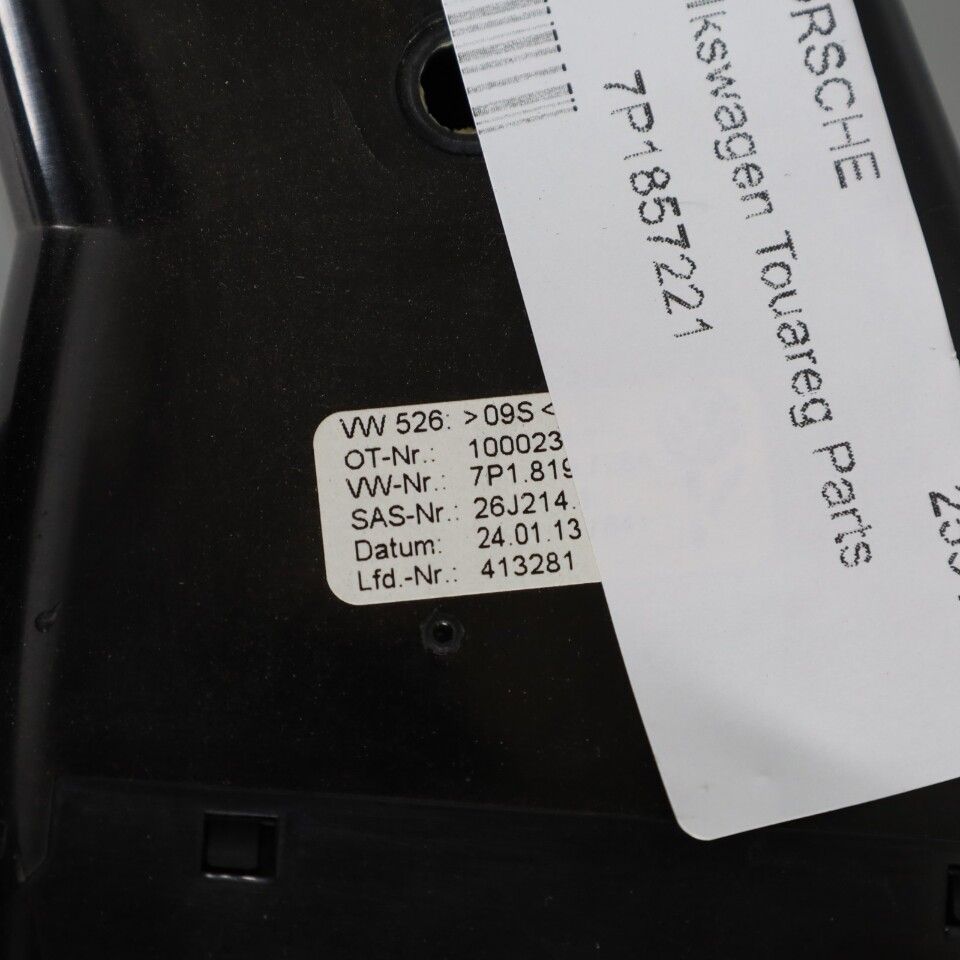 ORSCHE
lkswagen Touareg Parts
7P1857221
VW 526: >09S<
OT-Nr.: 100023
VW-Nr.: 7P1.819
SAS-Nr.: 26J214.
Datum: 24.01.13
Lfd.-Nr.: 413281